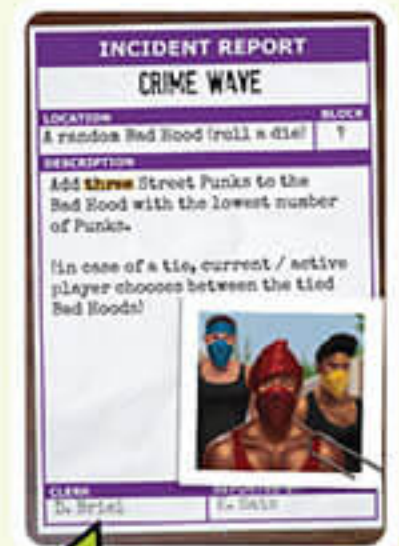 INCIDENT REPORT
CRIME WAVE
LOCATION
BLOCK
A random Bad Hood (roll a die)
?
DESCRIPTION
Add three Street Punks to the
Bad Hood with the lowest number
of Punks.
(in case of a tie, current / active
player chooses between the tied
Bad Hoods)
CLERK
D. Briel